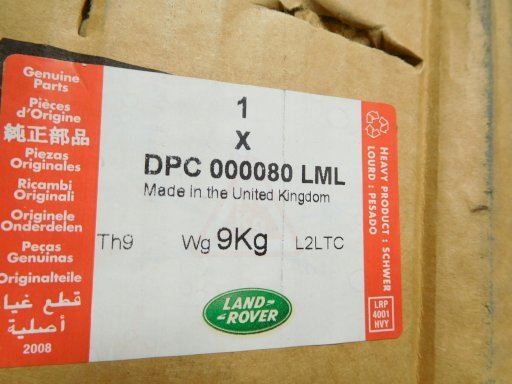 Genuine
Parts
Pièces
d'Origine
純正部品
Piezas
Originales
Ricambi
Originali
Originele
Onderdelen
Peças
Genuinas
Originalteile
قطع غيا
أصلية
2008
1
X
DPC 000080 LML
Made in the United Kingdom
Th9
Wg 9Kg
L2LTC
LAND-
-ROVER
HEAVY PRODUCT : SCHWER
LOURD : PESADO
LRP
4001
HVY